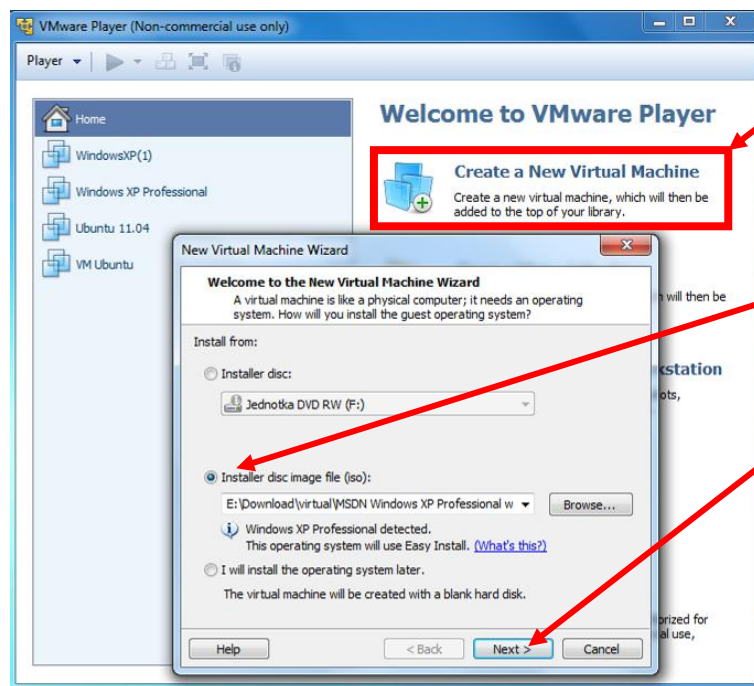 VMware Player (Non-commercial use only)
Player
Home
WindowsXP(1)
Windows XP Professional
Ubuntu 11.04
VM Ubuntu
Welcome to VMware Player
Create a New Virtual Machine
Create a new virtual machine, which will then be
added to the top of your library.
will then be
ots,
al use,
New Virtual Machine Wizard
Welcome to the New Virtual Machine Wizard
A virtual machine is like a physical computer; it needs an operating
system. How will you install the guest operating system?
Install from:
Installer disc:
Jednotka DVD RW (F:)
Installer disc image file (iso):
E:\Download\virtual\MSDN Windows XP Professional w
Browse...
Windows XP Professional detected.
This operating system will use Easy Install. (What's this?)
I will install the operating system later.
The virtual machine will be created with a blank hard disk.
Help
< Back
Next >
Cancel